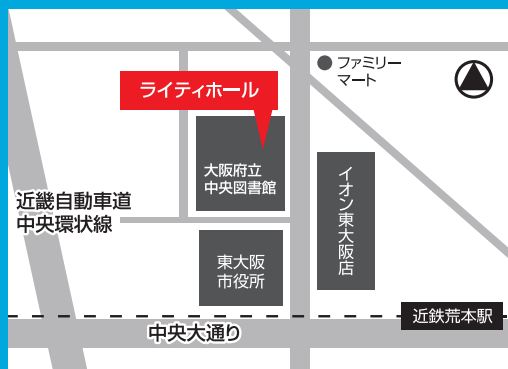 ファミリー
マート
ライティホール
大阪府立
中央図書館
近畿自動車道
中央環状線
イオン東大阪店
東大阪
市役所
近鉄荒本駅
中央大通り